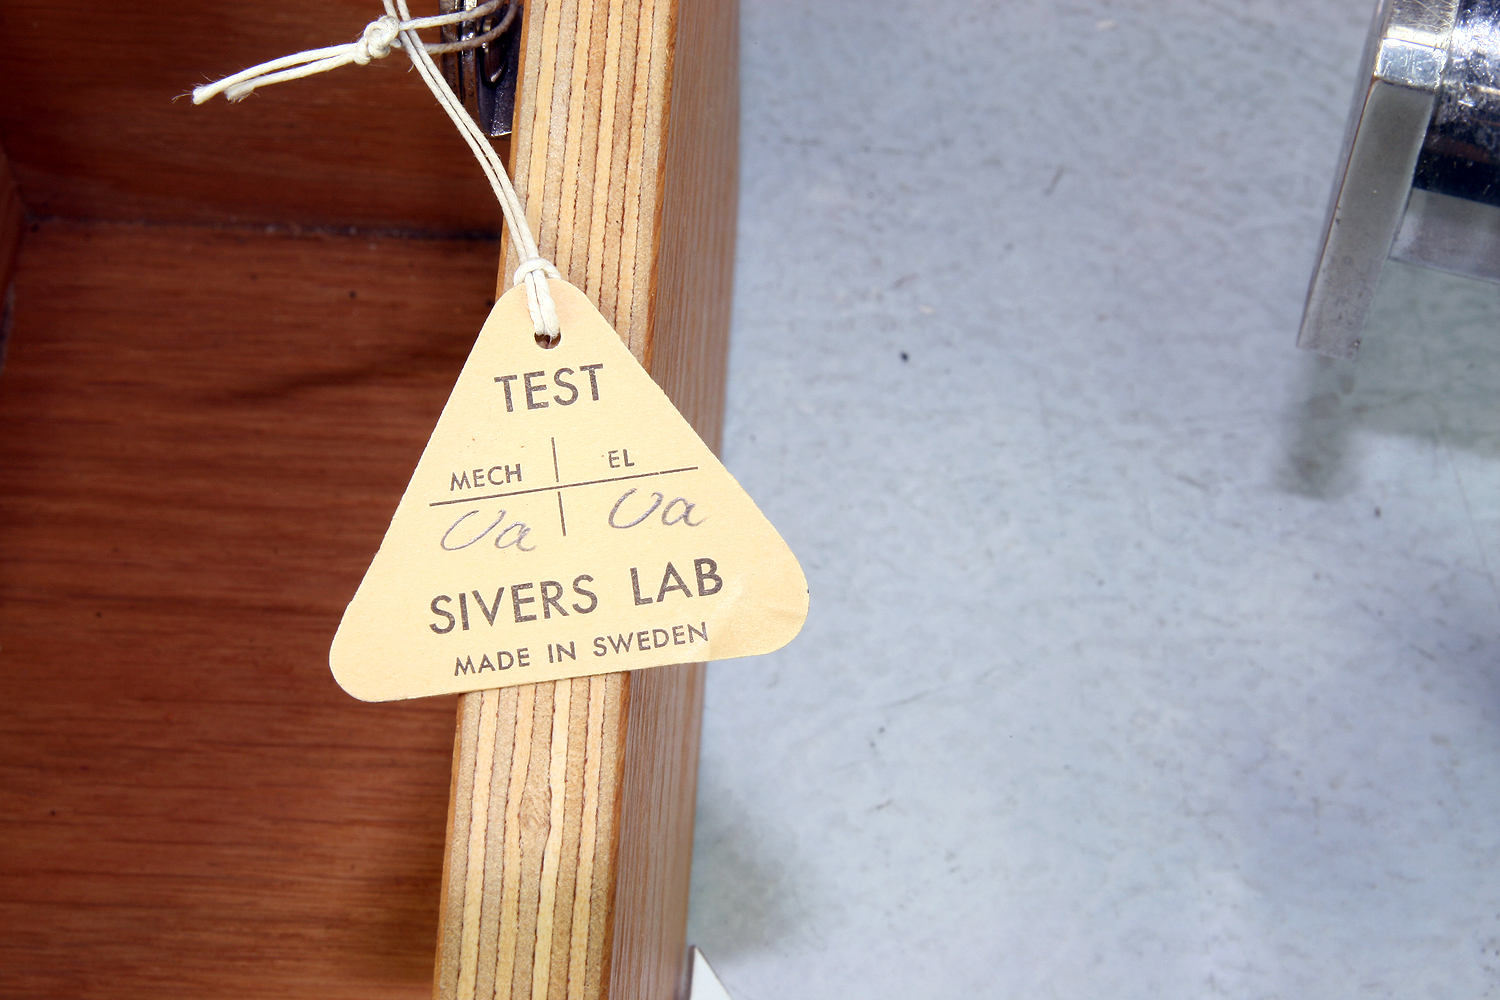 TEST
MECH EL
Ua Ua
SIVERS LAB
MADE IN SWEDEN